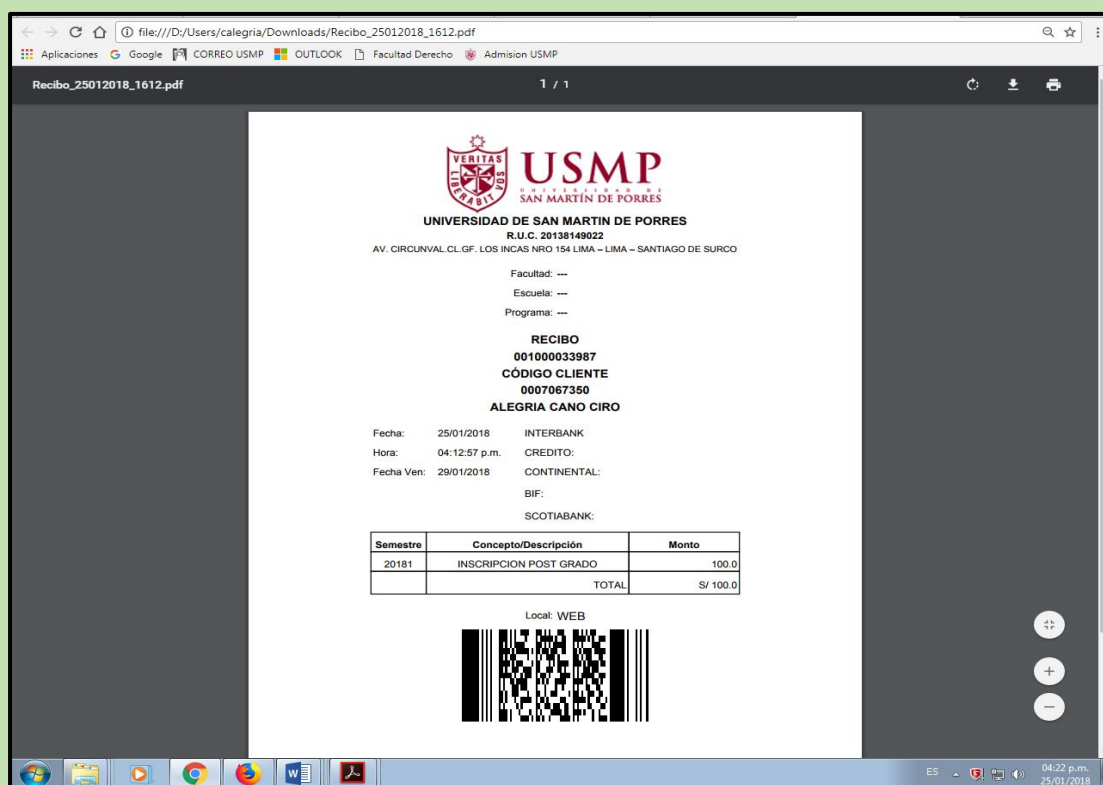 file:///D:/Users/calegria/Downloads/Recibo_25012018_1612.pdf
Aplicaciones Google CORREO USMP OUTLOOK Facultad Derecho Admision USMP
Recibo_25012018_1612.pdf 1 / 1
VERITAS
LIBERABIT VOS
USMP
UNIVERSIDAD DE
SAN MARTÍN DE PORRES
UNIVERSIDAD DE SAN MARTIN DE PORRES
R.U.C. 20138149022
AV. CIRCUNVAL.CL.GF. LOS INCAS NRO 154 LIMA – LIMA – SANTIAGO DE SURCO
Facultad: ---
Escuela: ---
Programa: ---
RECIBO
001000033987
CÓDIGO CLIENTE
0007067350
ALEGRIA CANO CIRO
Fecha: 25/01/2018 INTERBANK
Hora: 04:12:57 p.m. CREDITO:
Fecha Ven: 29/01/2018 CONTINENTAL:
BIF:
SCOTIABANK:
Semestre Concepto/Descripción Monto
20181 INSCRIPCION POST GRADO 100.0
TOTAL S/ 100.0
Local: WEB
ES 04:22 p.m.
25/01/2018